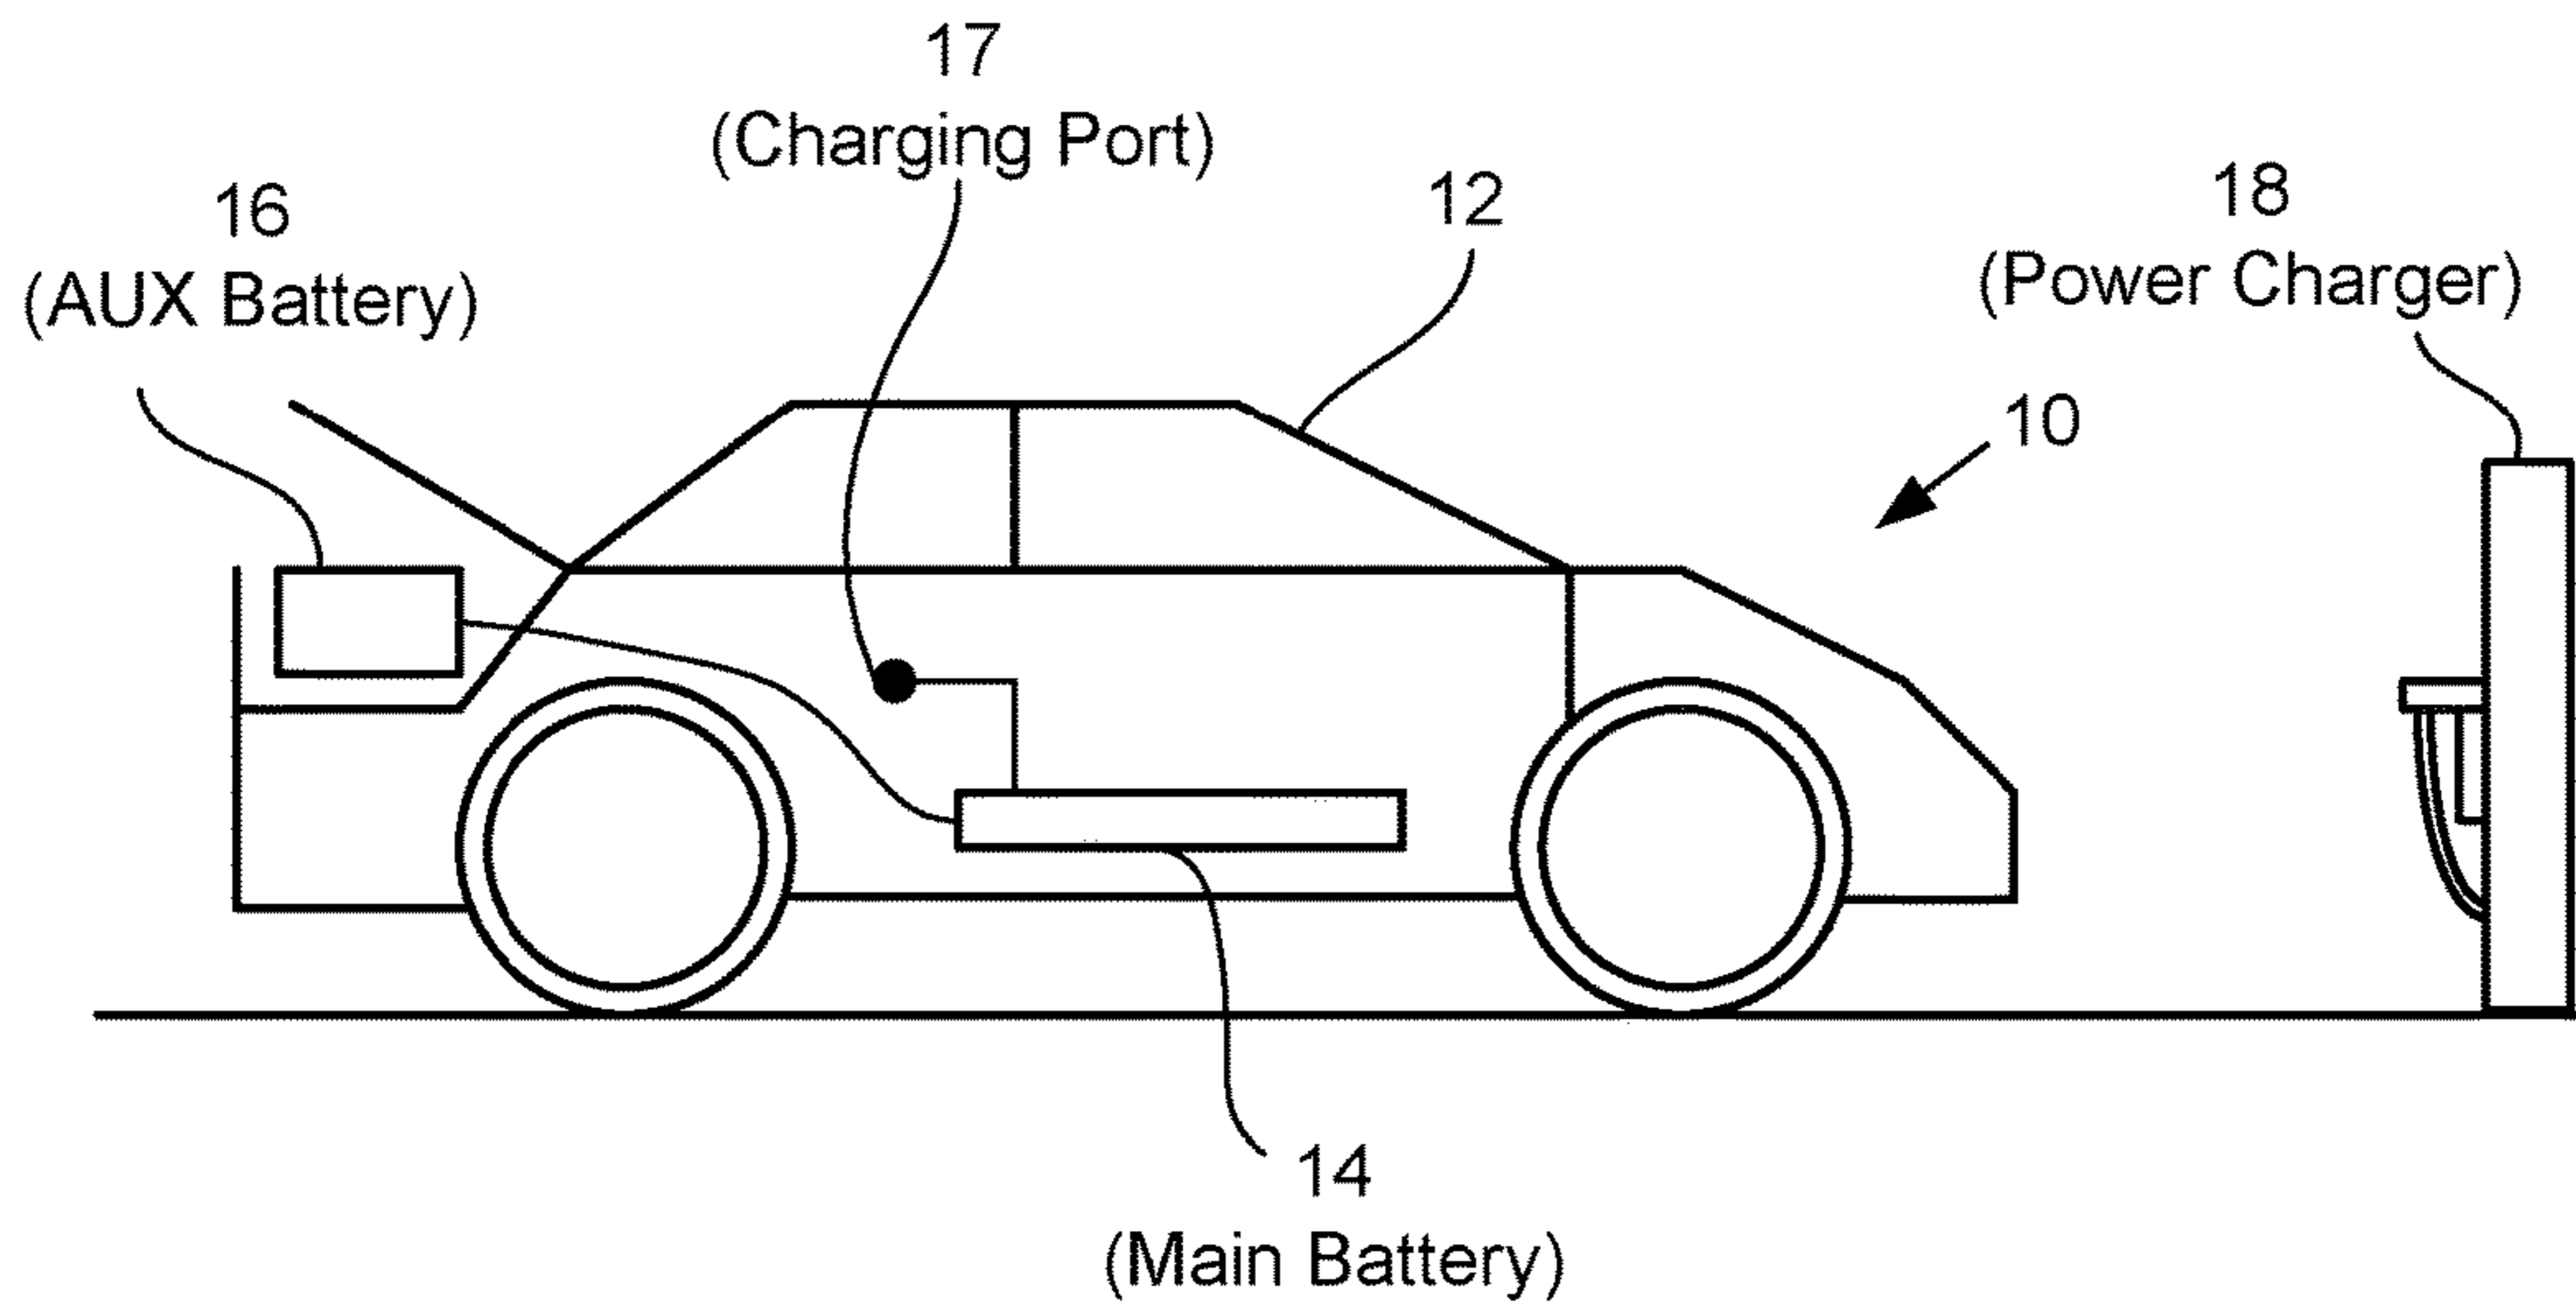 17
(Charging Port)
16
(AUX Battery)
12
18
(Power Charger)
10
14
(Main Battery)